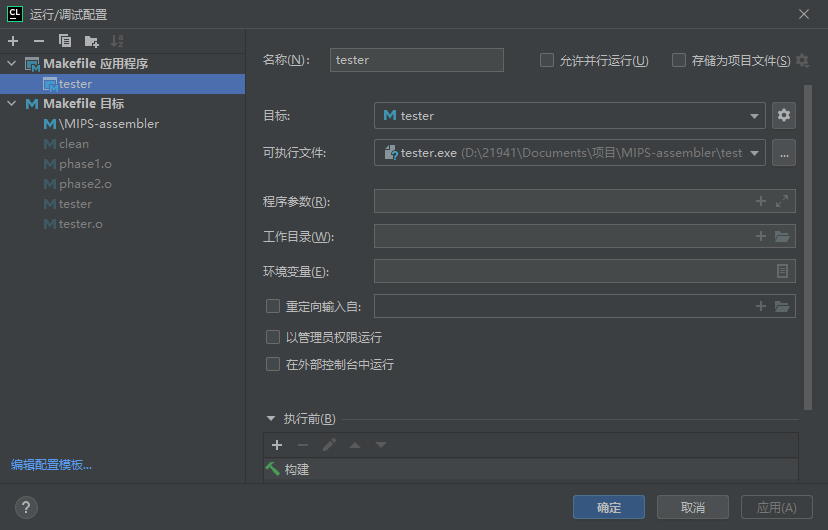 CL 运行/调试配置
Makefile 应用程序
tester
Makefile 目标
\MIPS-assembler
clean
phase1.o
phase2.o
tester
tester.o
编辑配置模板...
名称(N): tester 允许并行运行(U) 存储为项目文件(S)
目标: tester
可执行文件: tester.exe (D:\21941\Documents\项目\MIPS-assembler\test ...
程序参数(R):
工作目录(W):
环境变量(E):
重定向输入自:
以管理员权限运行
在外部控制台中运行
执行前(B)
构建
? 确定 取消 应用(A)